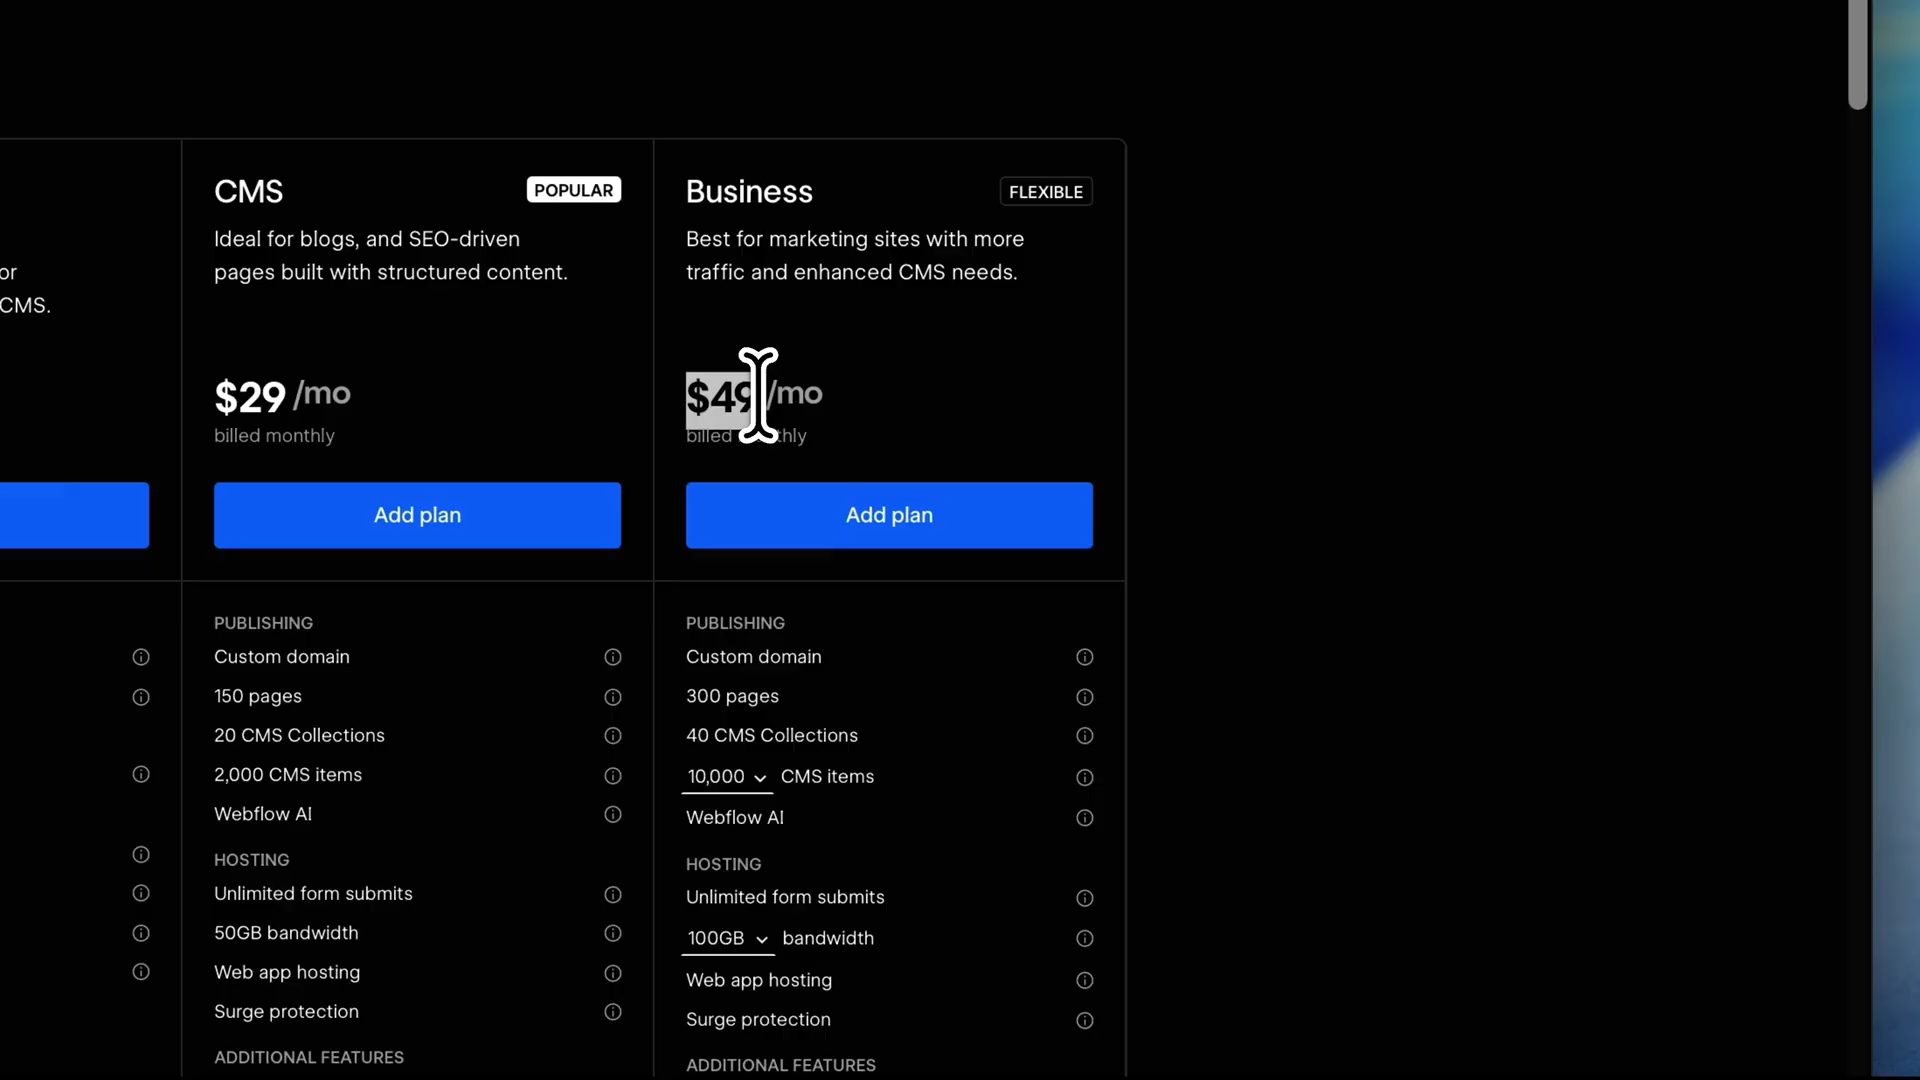 or
CMS.
CMS
POPULAR
Ideal for blogs, and SEO-driven
pages built with structured content.
$29 /mo
billed monthly
Add plan
PUBLISHING
Custom domain
150 pages
20 CMS Collections
2,000 CMS items
Webflow AI
HOSTING
Unlimited form submits
50GB bandwidth
Web app hosting
Surge protection
ADDITIONAL FEATURES
Business
FLEXIBLE
Best for marketing sites with more
traffic and enhanced CMS needs.
$49 /mo
billed
Add plan
PUBLISHING
Custom domain
300 pages
40 CMS Collections
10,000 CMS items
Webflow AI
HOSTING
Unlimited form submits
100GB bandwidth
Web app hosting
Surge protection
ADDITIONAL FEATURES